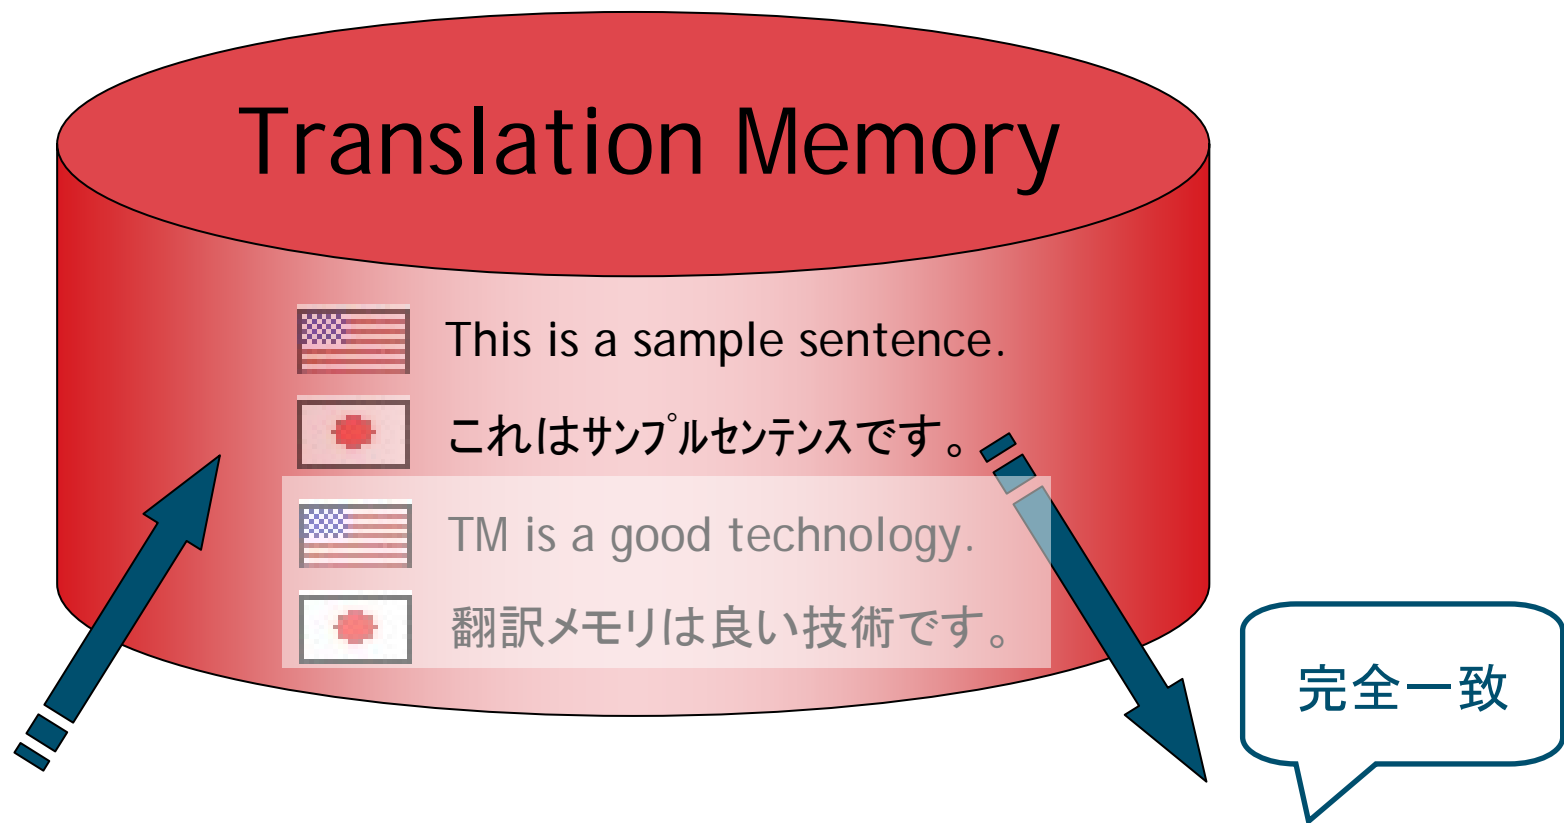 Translation Memory
This is a sample sentence.
これはサンプルセンテンスです。
TM is a good technology.
翻訳メモリは良い技術です。
完全一致